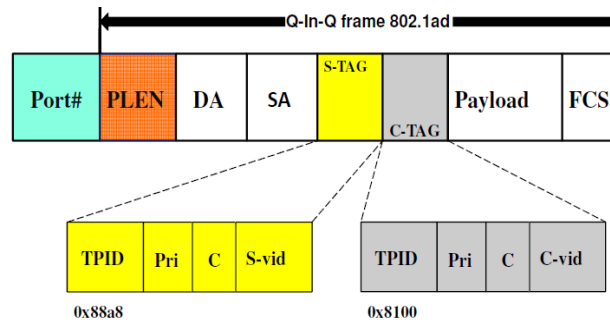 Q-In-Q frame 802.1ad
Port# PLEN DA SA S-TAG C-TAG Payload FCS
TPID Pri C S-vid TPID Pri C C-vid
0x88a8 0x8100